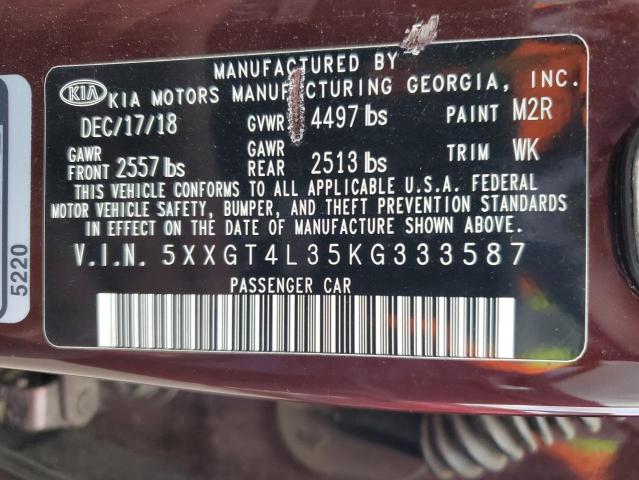 MANUFACTURED BY
KIA KIA MOTORS MANUFACTURING GEORGIA, INC.
DEC/17/18 GVWR 4497 lbs PAINT M2R
GAWR FRONT 2557 lbs GAWR REAR 2513 lbs TRIM WK
THIS VEHICLE CONFORMS TO ALL APPLICABLE U.S.A. FEDERAL
MOTOR VEHICLE SAFETY, BUMPER, AND THEFT PREVENTION STANDARDS
IN EFFECT ON THE DATE OF MANUFACTURE SHOWN ABOVE.
V.I.N. 5XXGT4L35KG333587
PASSENGER CAR
5220